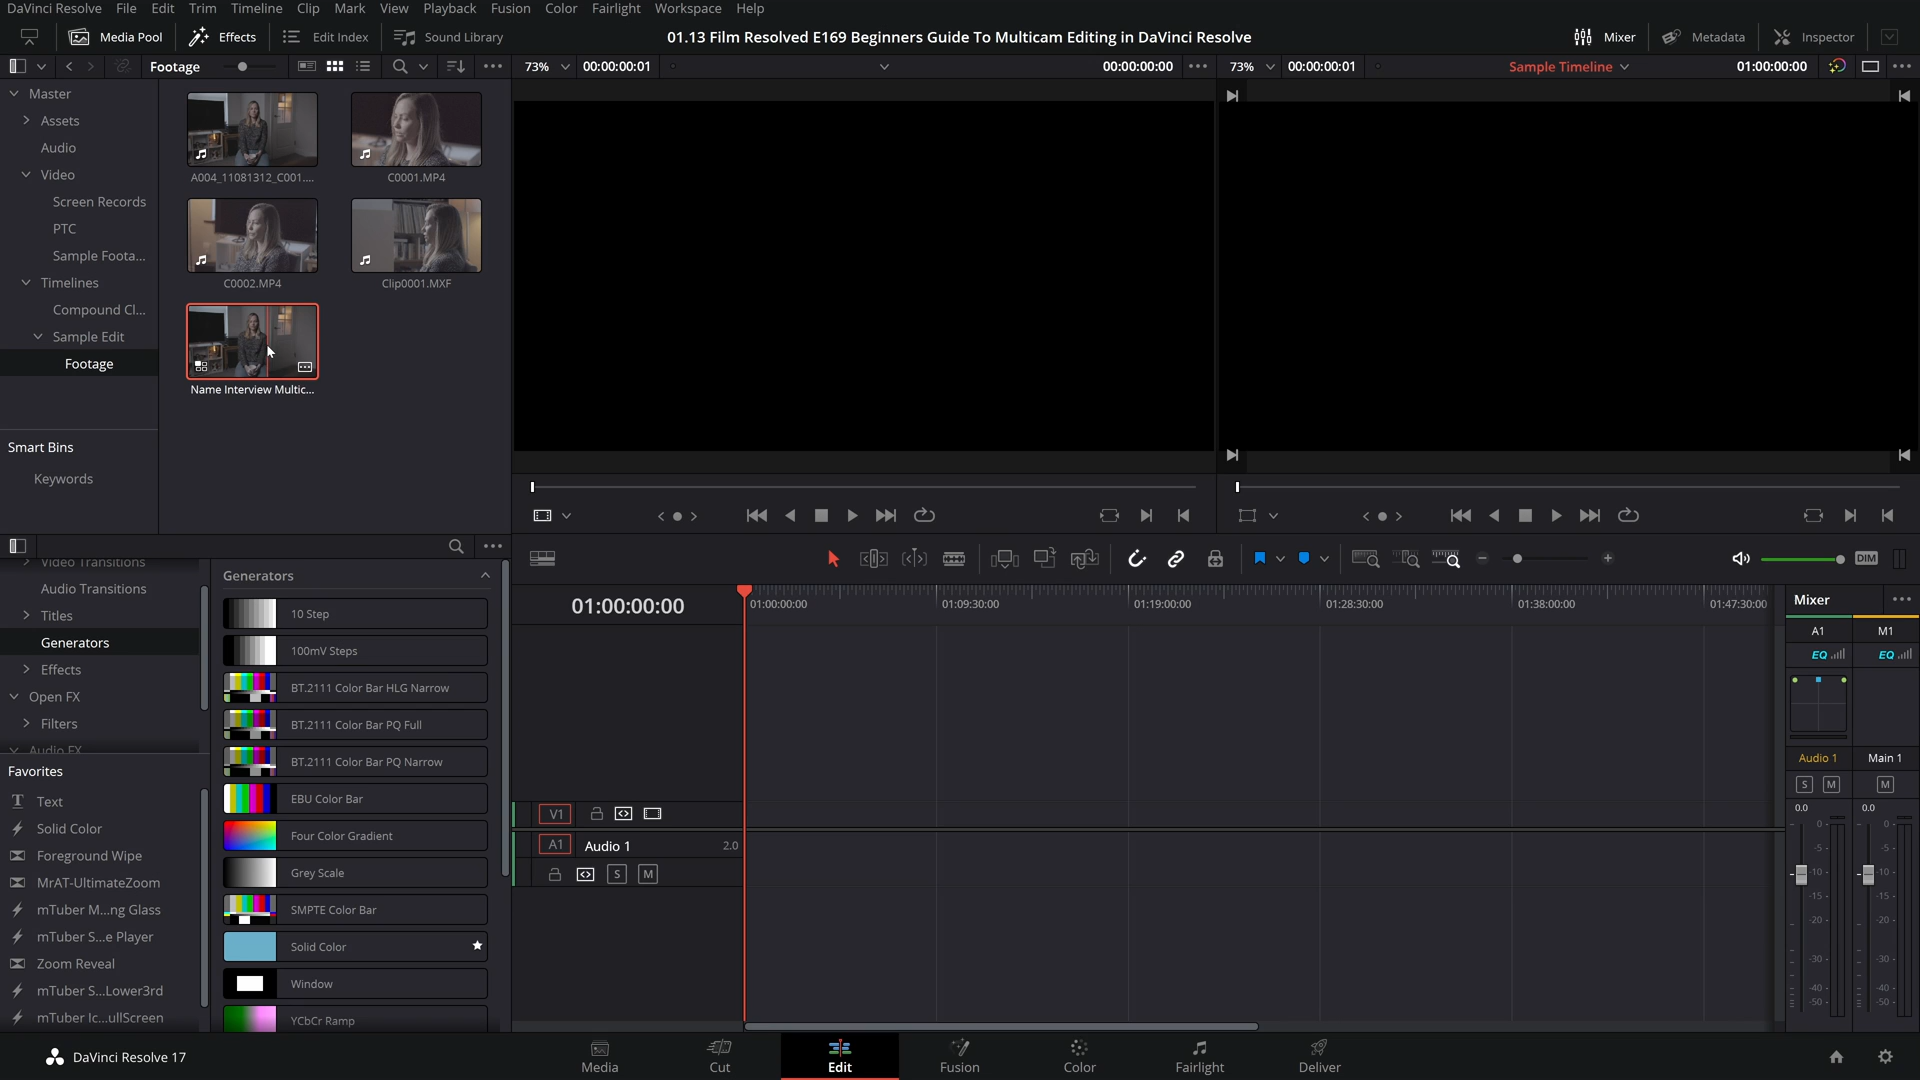 DaVinci Resolve File Edit Trim Timeline Clip Mark View Playback Fusion Color Fairlight Workspace Help
Media Pool Effects Edit Index Sound Library 01.13 Film Resolved E169 Beginners Guide To Multicam Editing in DaVinci Resolve Mixer Metadata Inspector
Footage 73% 00:00:00:01 00:00:00:00 73% 00:00:00:01 Sample Timeline 01:00:00:00
Master
Assets
Audio
Video
Screen Records
PTC
Sample Foota...
Timelines
Compound Cl...
Sample Edit
Footage
Smart Bins
Keywords
A004_11081312_C001....
C0001.MP4
C0002.MP4
Clip0001.MXF
Name Interview Multic...
Video Transitions
Audio Transitions
Titles
Generators
Effects
Open FX
Filters
Audio FX
Favorites
Text
Solid Color
Foreground Wipe
MrAT-UltimateZoom
mTuber M...ng Glass
mTuber S...e Player
Zoom Reveal
mTuber S...Lower3rd
mTuber Ic...ullScreen
Generators
10 Step
100mV Steps
BT.2111 Color Bar HLG Narrow
BT.2111 Color Bar PQ Full
BT.2111 Color Bar PQ Narrow
EBU Color Bar
Four Color Gradient
Grey Scale
SMPTE Color Bar
Solid Color
Window
YCbCr Ramp
DIM
01:00:00:00
01:00:00:00 01:09:30:00 01:19:00:00 01:28:30:00 01:38:00:00 01:47:30:00
V1
A1 Audio 1 2.0
S M
Mixer
A1 M1
EQ EQ
Audio 1 Main 1
S M M
0.0 0.0
0 0
-5 -5
-10 -10
-15 -15
-20 -20
-30 -30
-40 -40
-50 -50
DaVinci Resolve 17
Media Cut Edit Fusion Color Fairlight Deliver